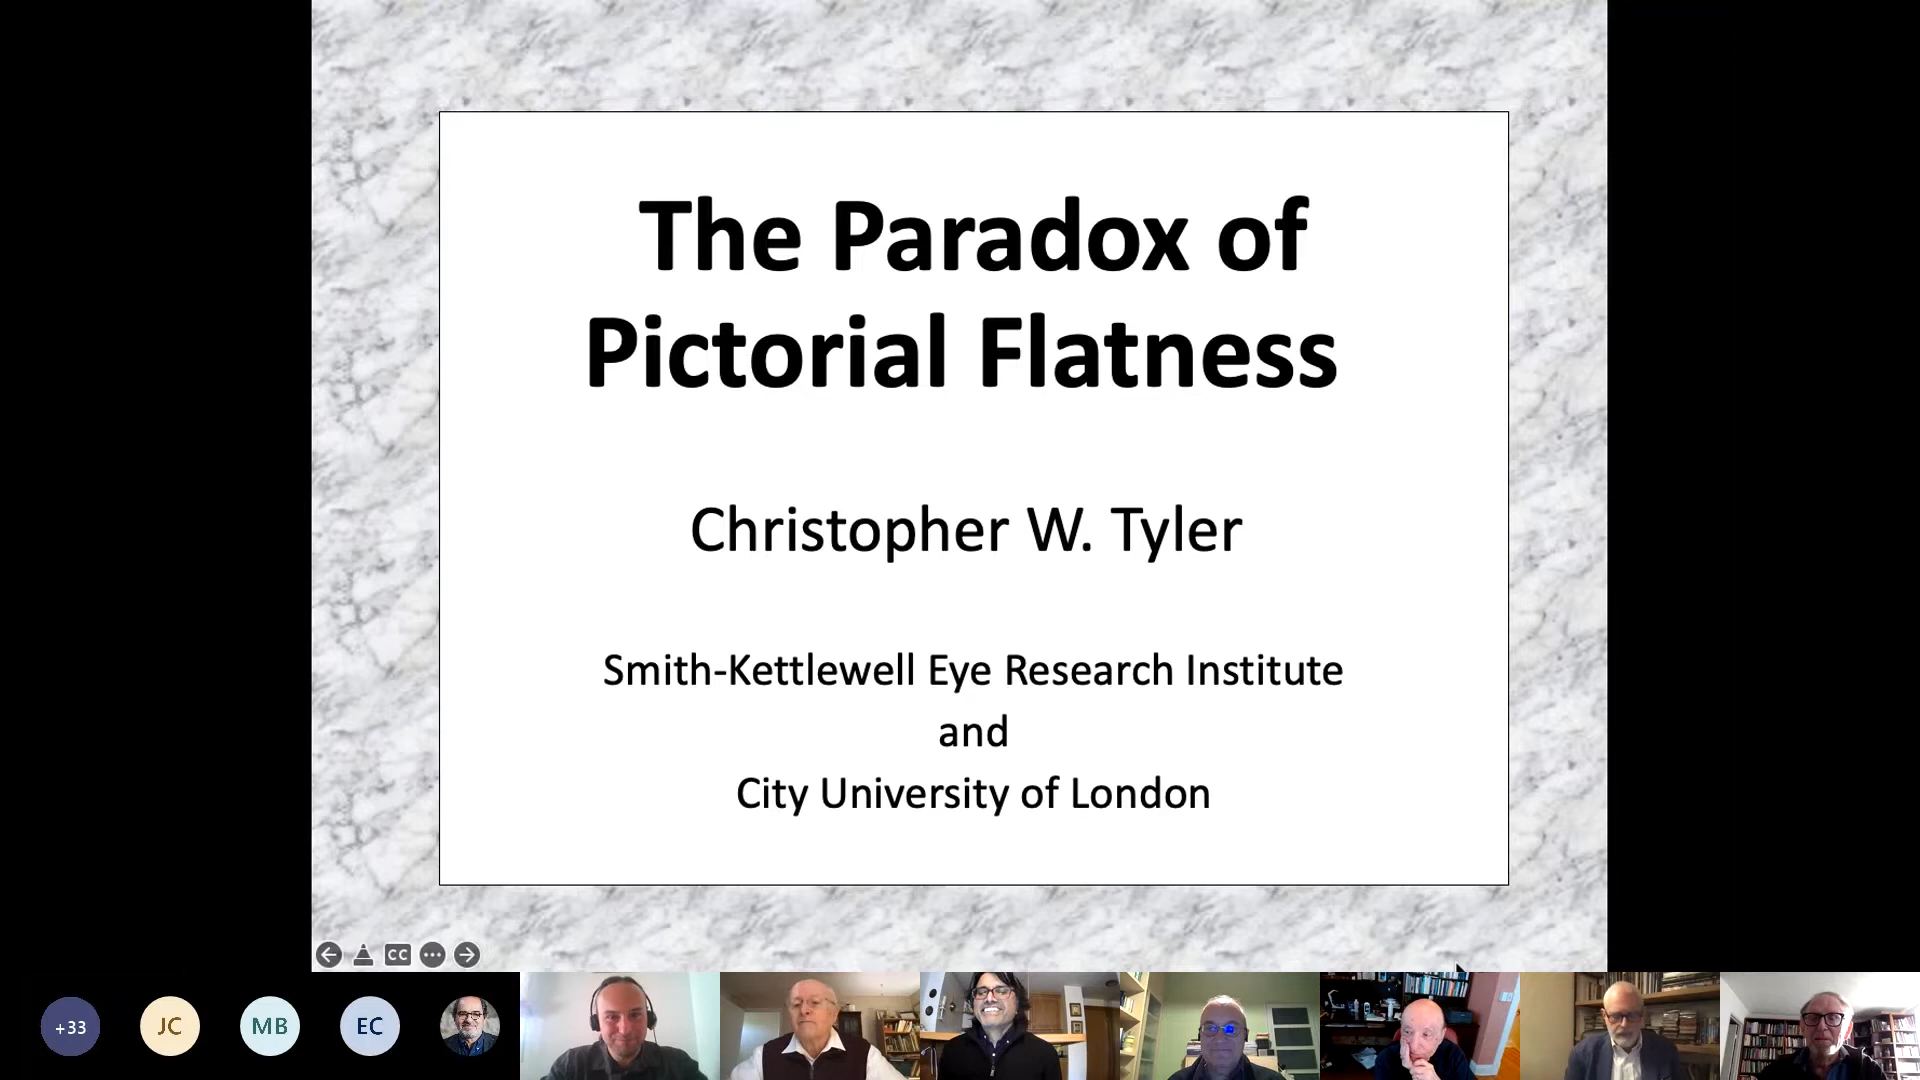 The Paradox of
Pictorial Flatness
Christopher W. Tyler
Smith-Kettlewell Eye Research Institute
and
City University of London
CC
+33
JC
MB
EC